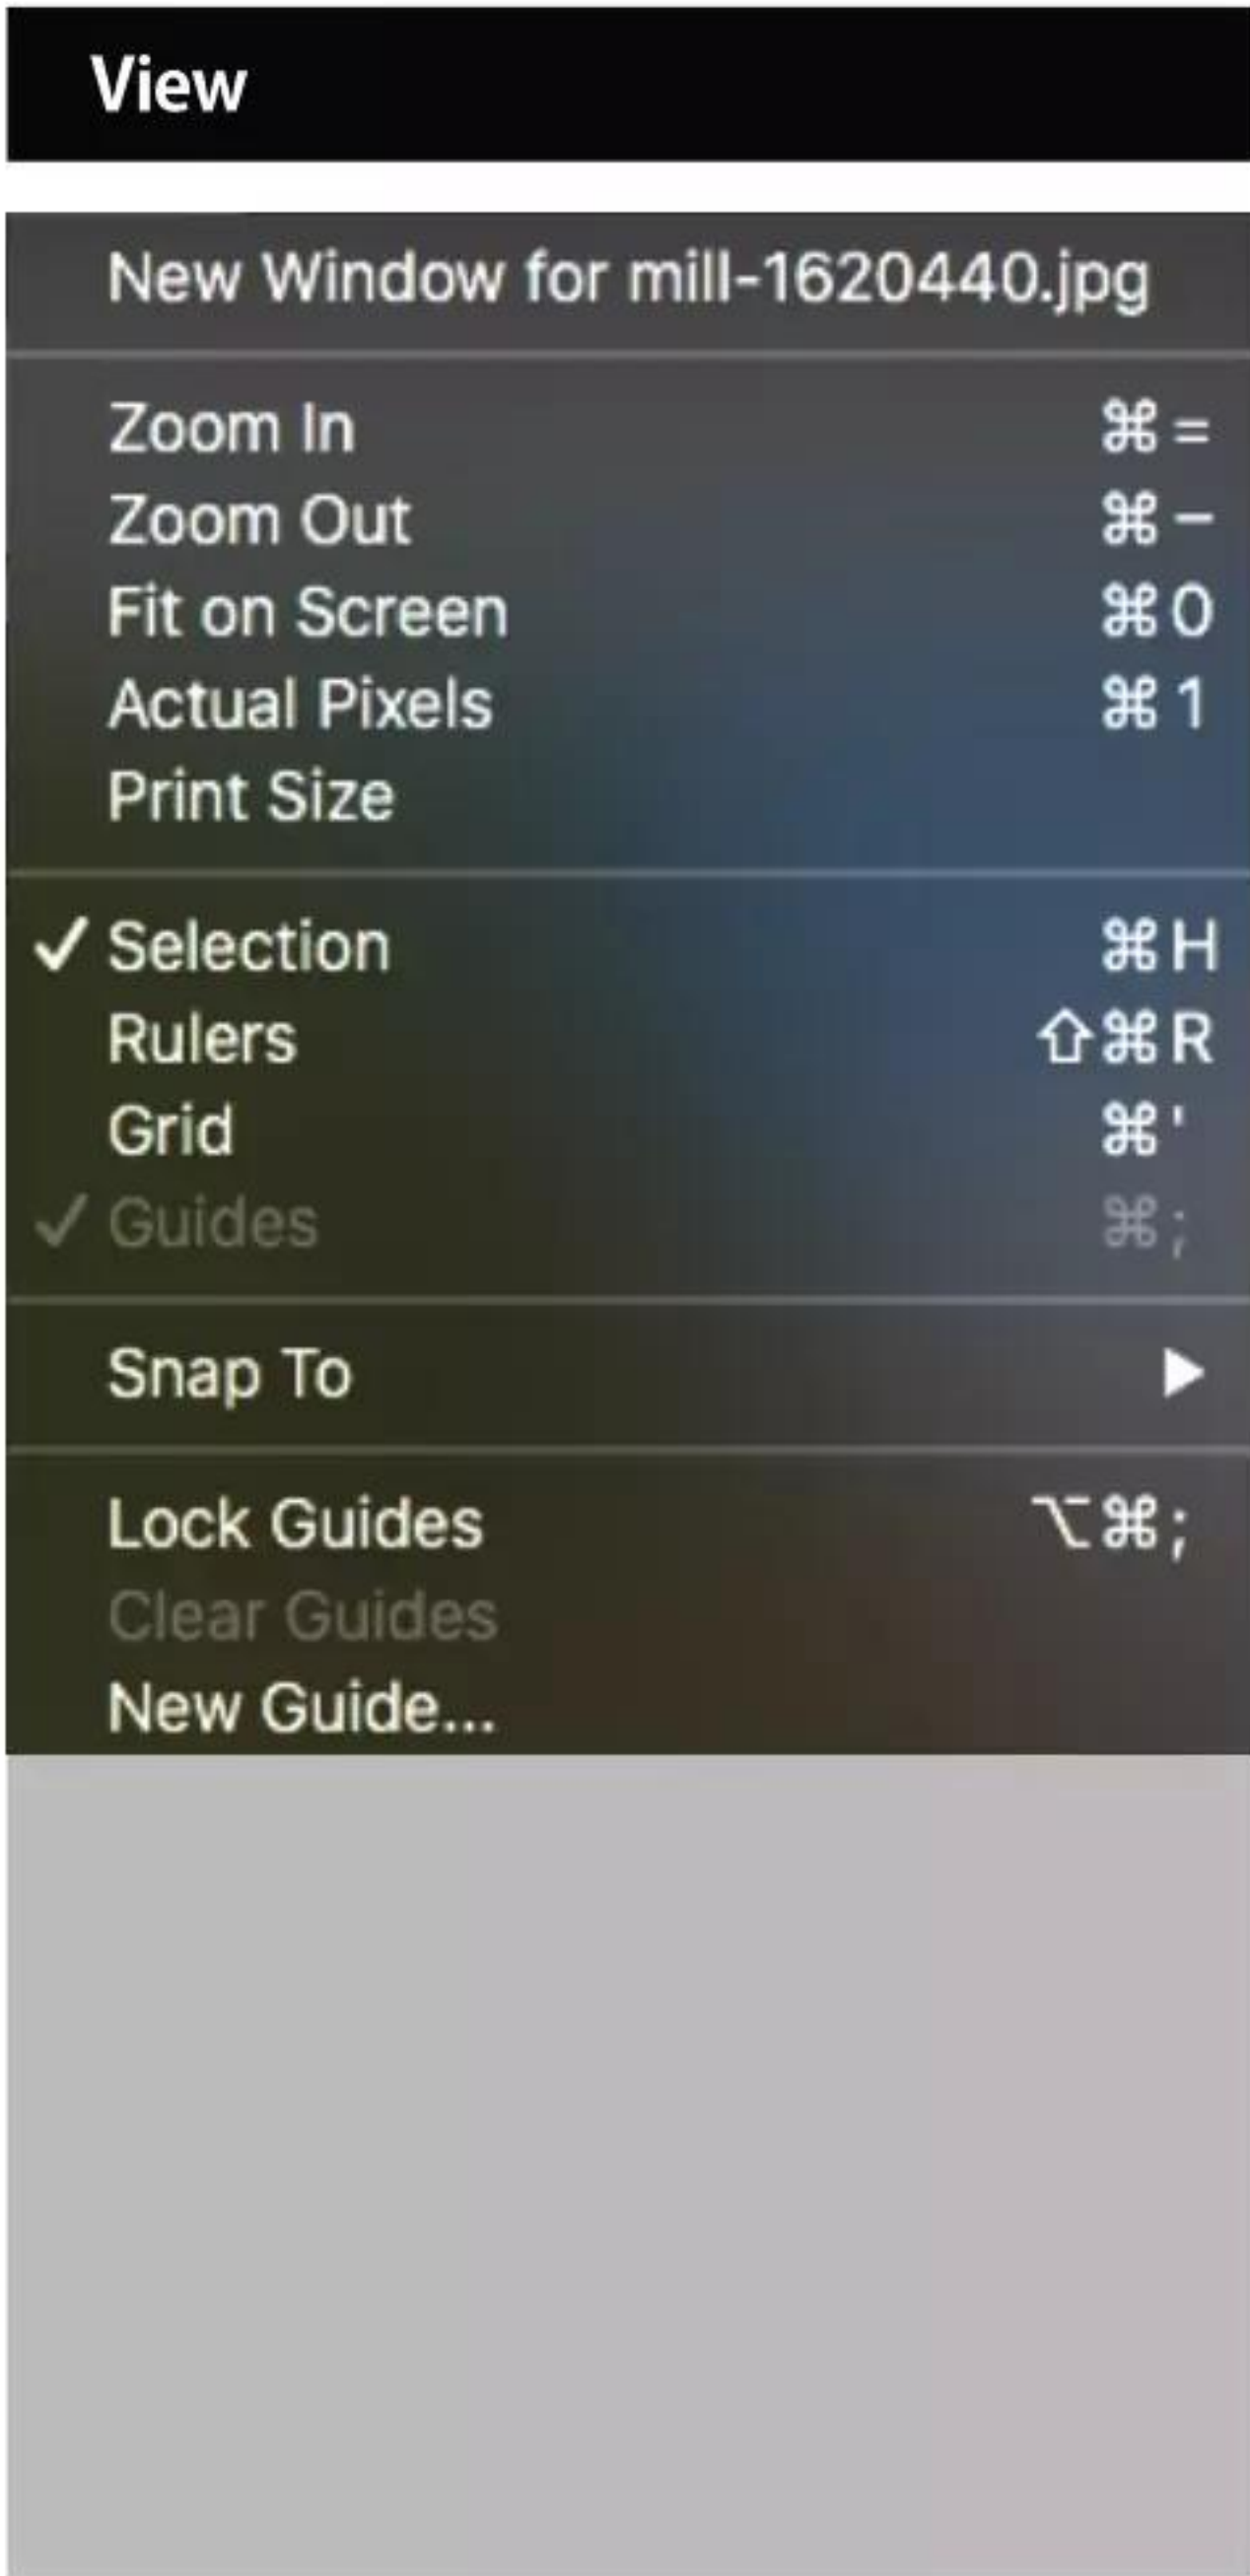 View
New Window for mill-1620440.jpg
Zoom In ⌘=
Zoom Out ⌘−
Fit on Screen ⌘0
Actual Pixels ⌘1
Print Size
✓ Selection ⌘H
Rulers ⇧⌘R
Grid ⌘'
✓ Guides ⌘;
Snap To ▶
Lock Guides ⌥⌘;
Clear Guides
New Guide...